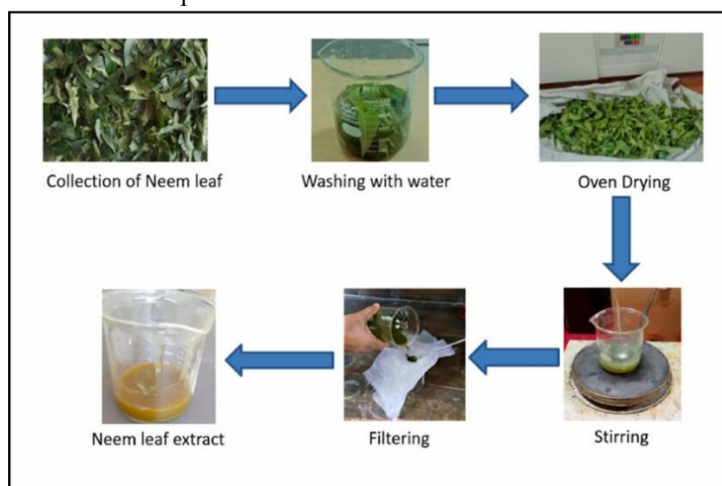 Collection of Neem leaf
Washing with water
Oven Drying
Neem leaf extract
Filtering
Stirring